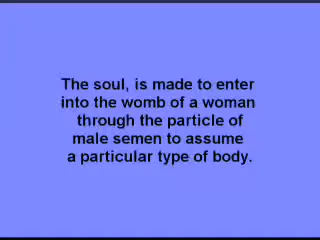 The soul, is made to enter
into the womb of a woman
through the particle of
male semen to assume
a particular type of body.